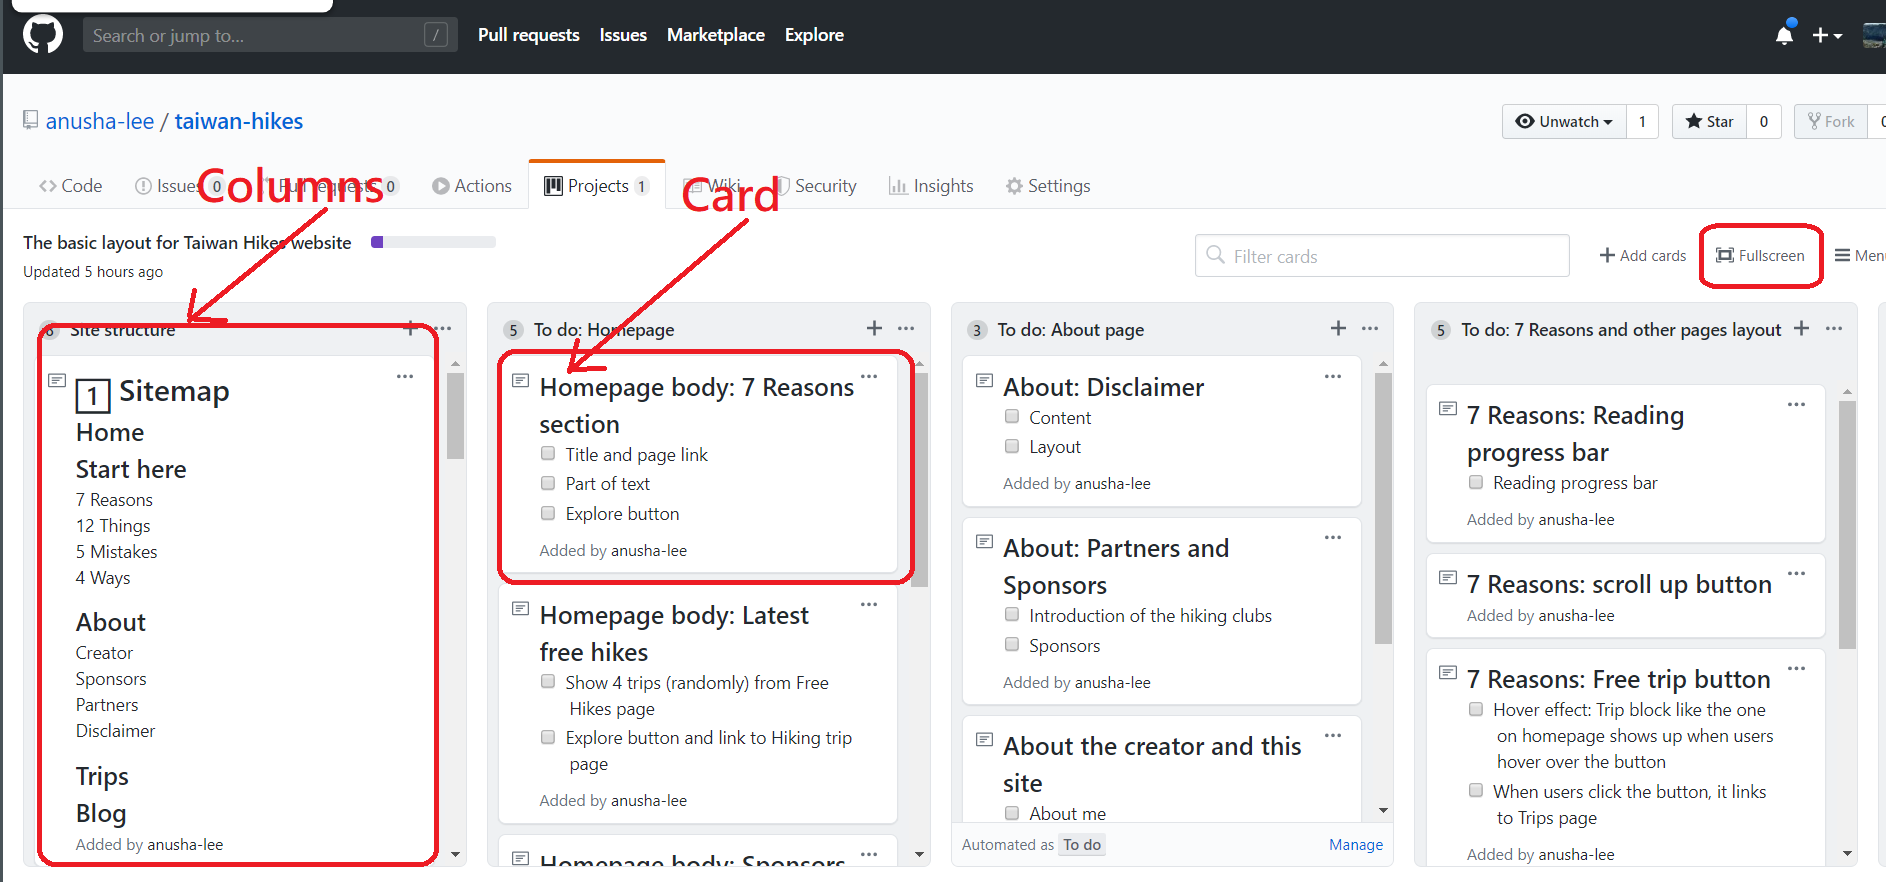 Search or jump to... /
Pull requests Issues Marketplace Explore
anusha-lee / taiwan-hikes
Unwatch 1 Star 0 Fork
Code Issues 0 Pull requests 0 Actions Projects 1 Wiki Security Insights Settings
Columns
Card
The basic layout for Taiwan Hikes website
Updated 5 hours ago
Filter cards
Add cards Fullscreen
Site structure
1 Sitemap
Home
Start here
7 Reasons
12 Things
5 Mistakes
4 Ways
About
Creator
Sponsors
Partners
Disclaimer
Trips
Blog
Added by anusha-lee
5 To do: Homepage
Homepage body: 7 Reasons
section
Title and page link
Part of text
Explore button
Added by anusha-lee
Homepage body: Latest
free hikes
Show 4 trips (randomly) from Free
Hikes page
Explore button and link to Hiking trip
page
Added by anusha-lee
Homepage body: Sponsors
3 To do: About page
About: Disclaimer
Content
Layout
Added by anusha-lee
About: Partners and
Sponsors
Introduction of the hiking clubs
Sponsors
Added by anusha-lee
About the creator and this
site
About me
Automated as To do Manage
5 To do: 7 Reasons and other pages layout
7 Reasons: Reading
progress bar
Reading progress bar
Added by anusha-lee
7 Reasons: scroll up button
Added by anusha-lee
7 Reasons: Free trip button
Hover effect: Trip block like the one
on homepage shows up when users
hover over the button
When users click the button, it links
to Trips page
Added by anusha-lee